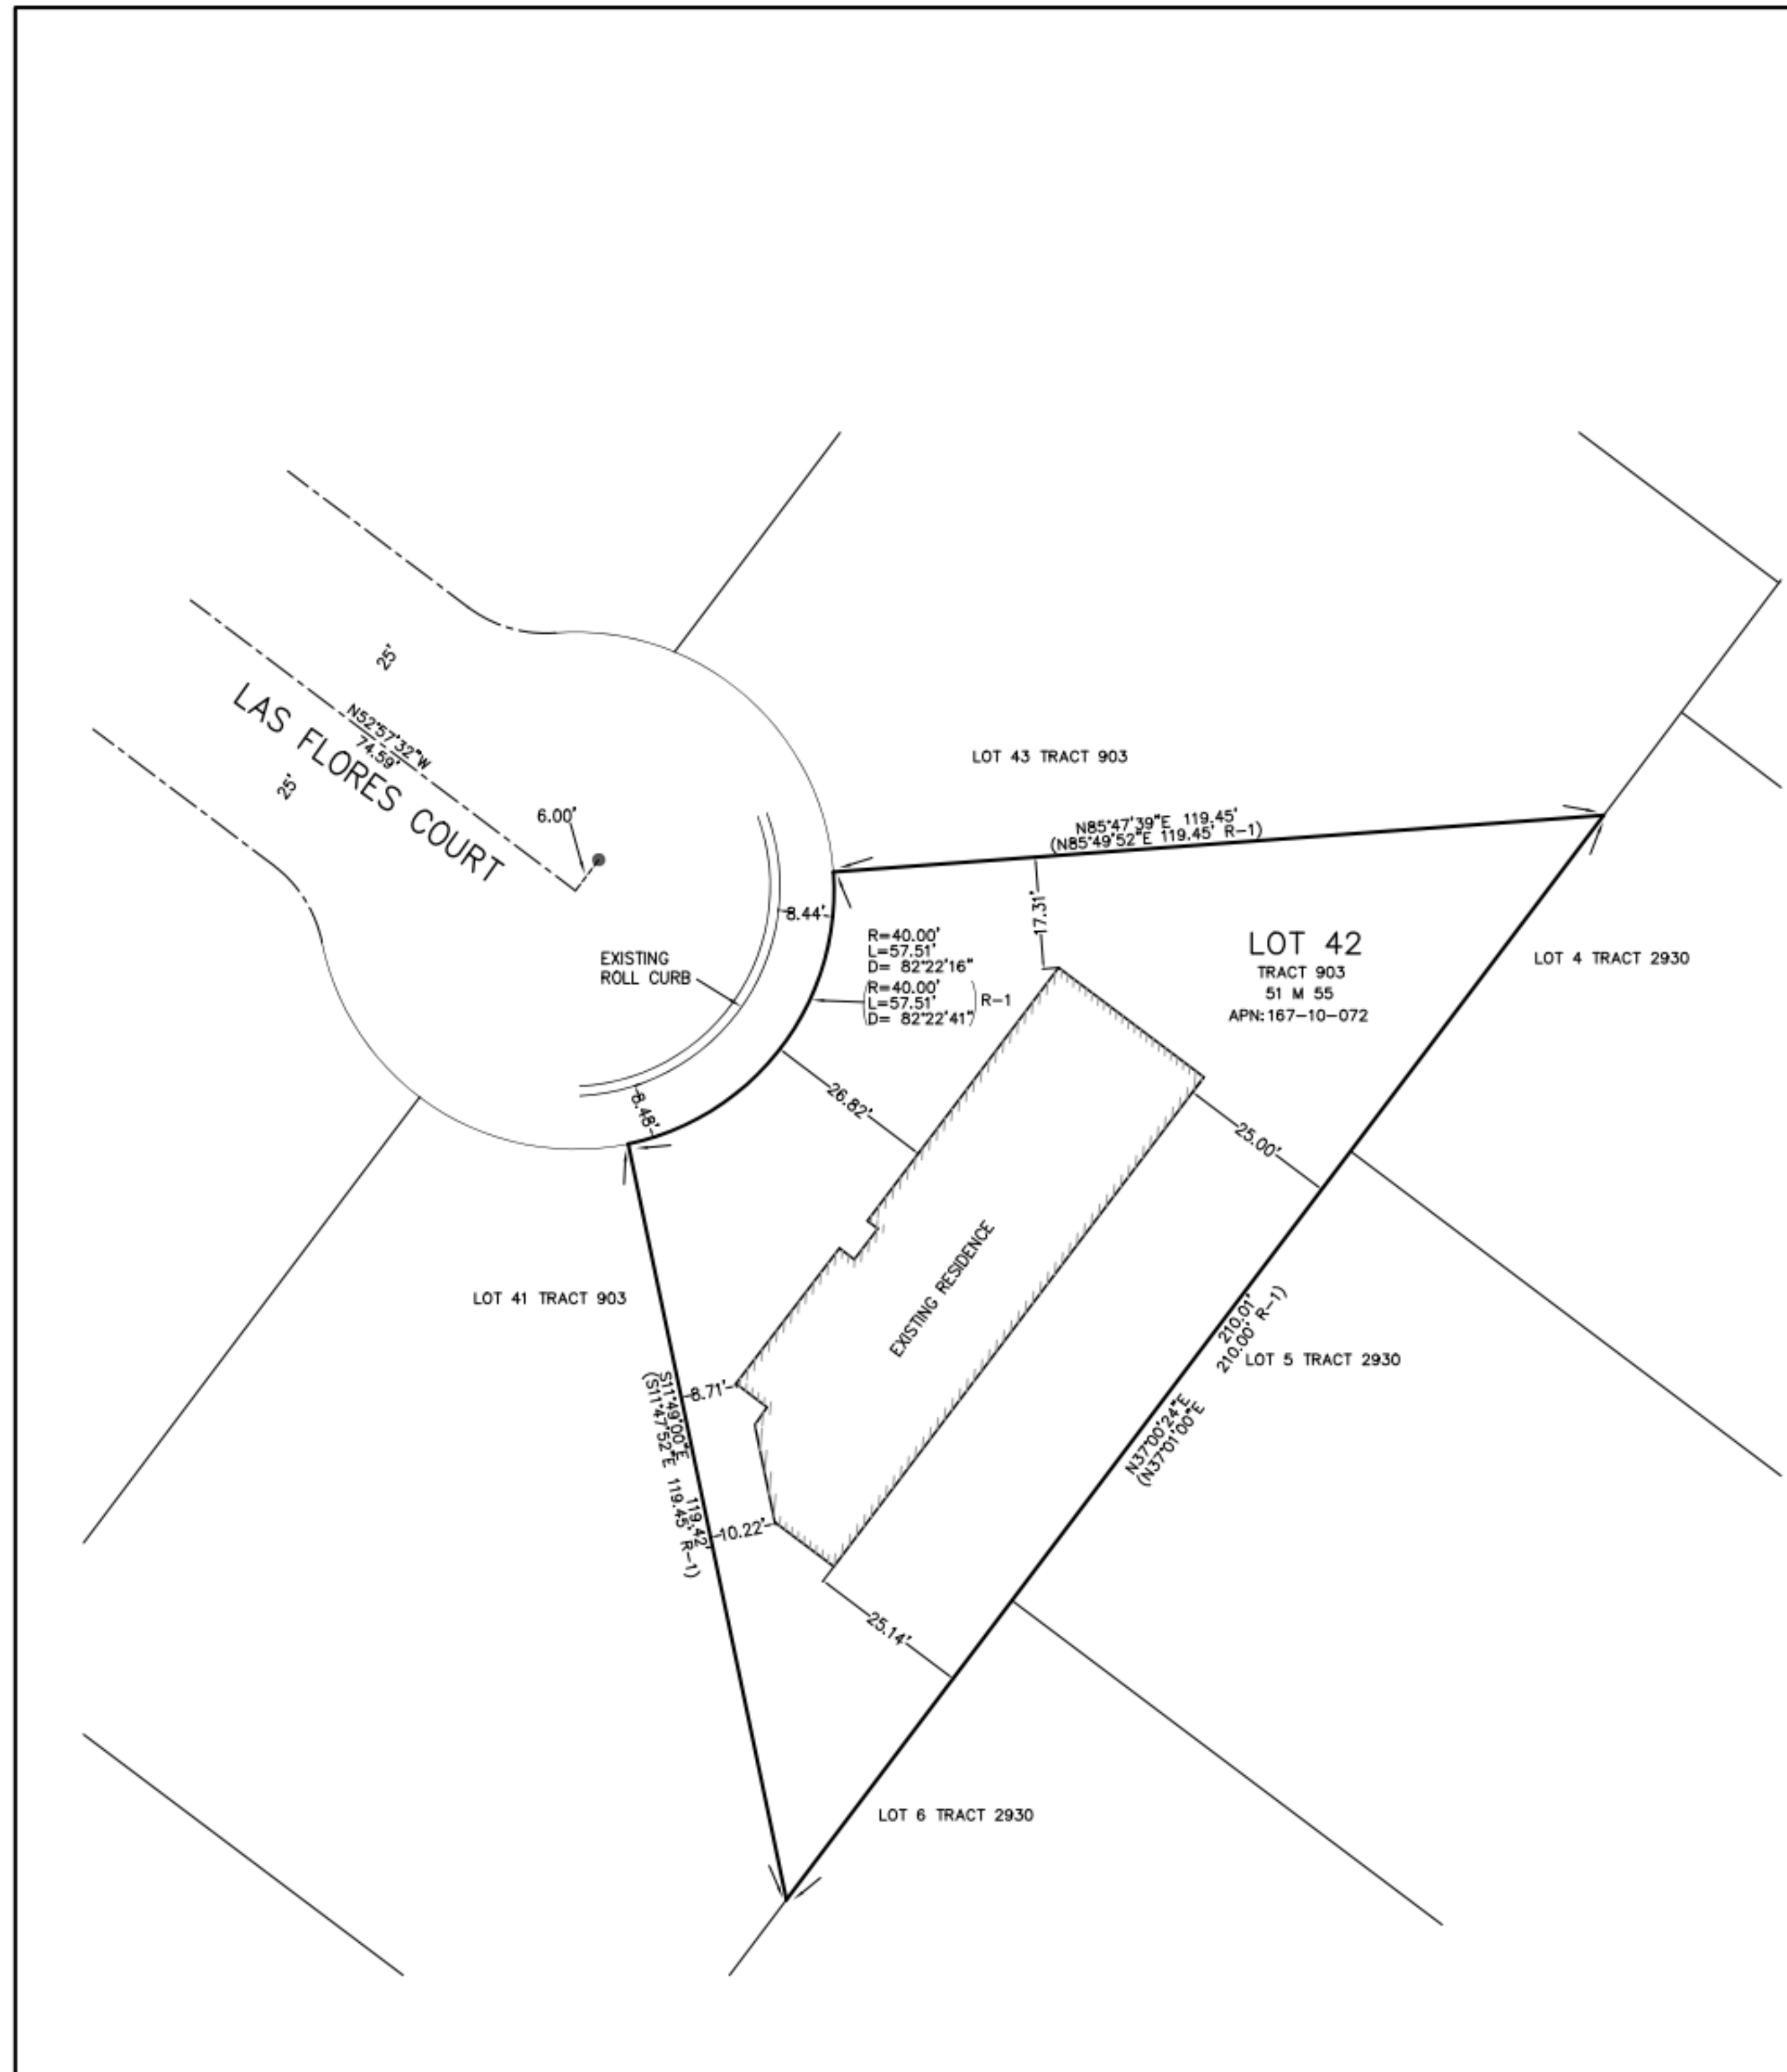 25'
N52°57'32"W
74.59'
LAS FLORES COURT
25'
6.00'
LOT 43 TRACT 903
N85°47'39"E 119.45'
(N85°49'52"E 119.45' R-1)
8.44'
17.31'
R=40.00'
L=57.51'
D= 82°22'16"
(R=40.00'
L=57.51'
D= 82°22'41") R-1
EXISTING
ROLL CURB
LOT 42
TRACT 903
51 M 55
APN:167-10-072
LOT 4 TRACT 2930
8.48'
26.82'
25.00'
EXISTING RESIDENCE
LOT 41 TRACT 903
210.01'
210.00' R-1)
LOT 5 TRACT 2930
8.71'
S11°49'00"E 119.42'
(S11°47'52"E 119.45' R-1)
N37°00'24"E
(N37°01'00"E
10.22'
25.14'
LOT 6 TRACT 2930